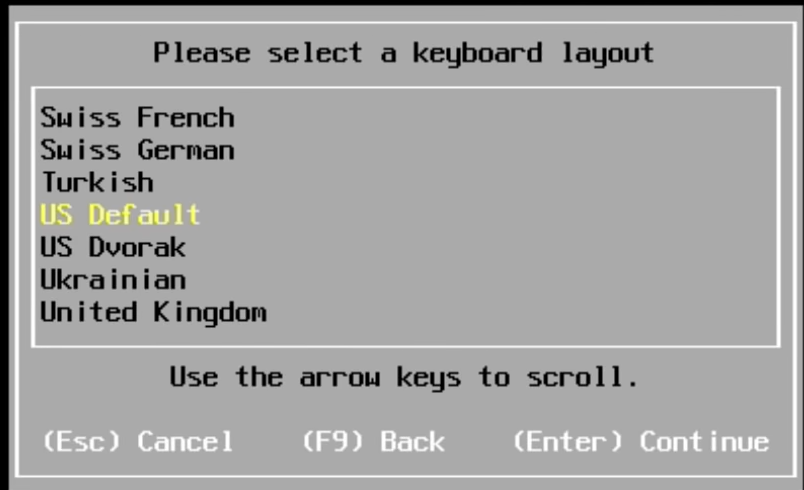 Please select a keyboard layout
Swiss French
Swiss German
Turkish
US Default
US Dvorak
Ukrainian
United Kingdom
Use the arrow keys to scroll.
(Esc) Cancel (F9) Back (Enter) Continue